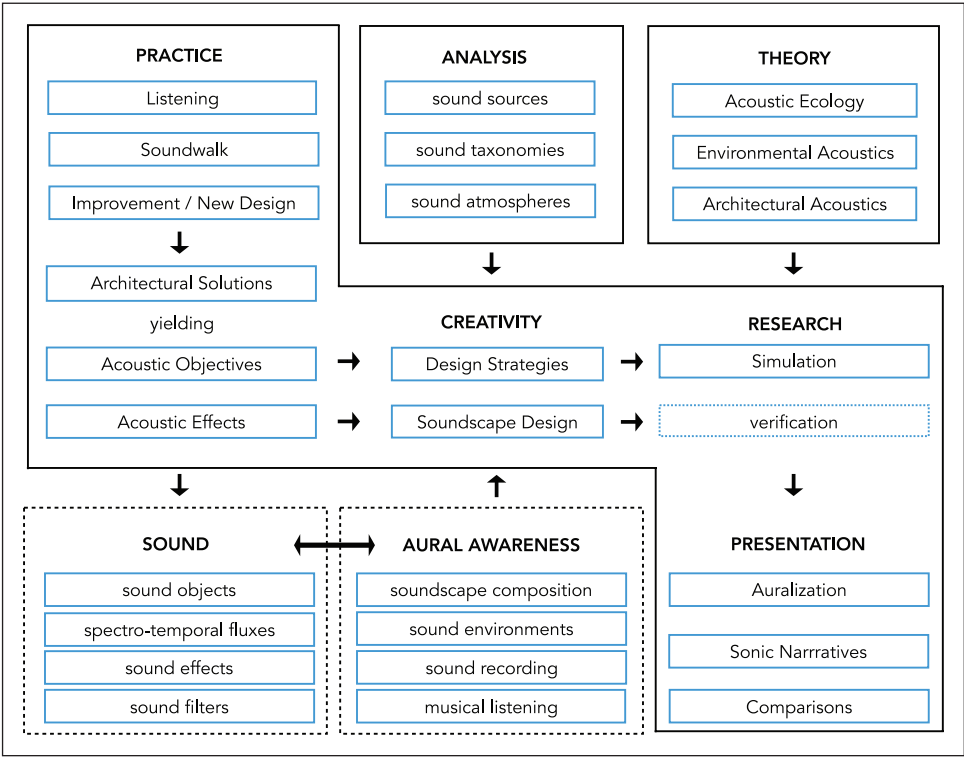 PRACTICE
Listening
Soundwalk
Improvement / New Design
Architectural Solutions
yielding
Acoustic Objectives
Acoustic Effects
ANALYSIS
sound sources
sound taxonomies
sound atmospheres
THEORY
Acoustic Ecology
Environmental Acoustics
Architectural Acoustics
CREATIVITY
Design Strategies
Soundscape Design
RESEARCH
Simulation
verification
SOUND
sound objects
spectro-temporal fluxes
sound effects
sound filters
AURAL AWARENESS
soundscape composition
sound environments
sound recording
musical listening
PRESENTATION
Auralization
Sonic Narrratives
Comparisons